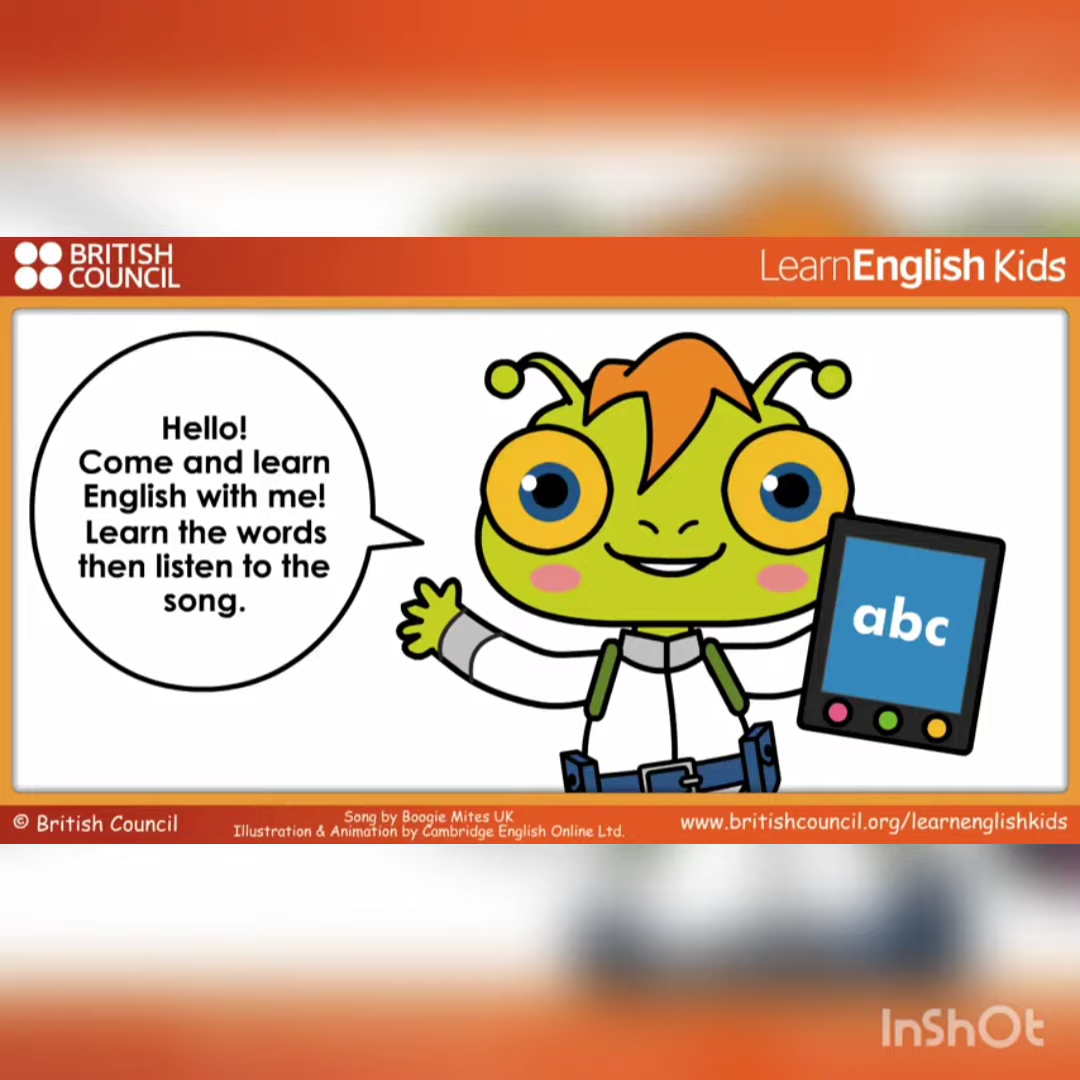 BRITISH
COUNCIL
LearnEnglish Kids
Hello!
Come and learn
English with me!
Learn the words
then listen to the
song.
abc
© British Council
Song by Boogie Mites UK
Illustration & Animation by Cambridge English Online Ltd.
www.britishcouncil.org/learnenglishkids
InShOt